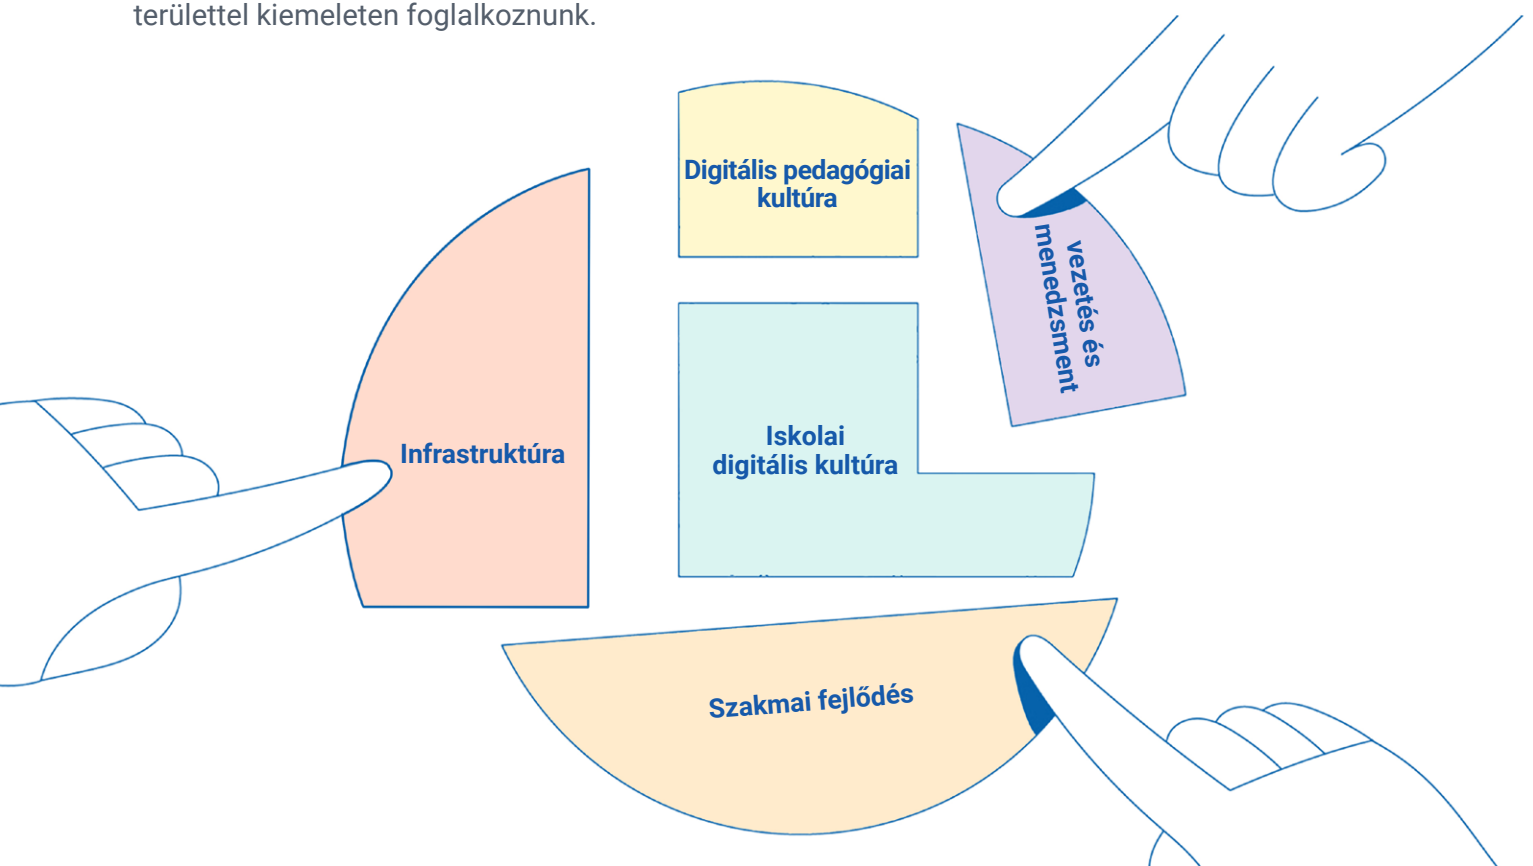 területtel kiemeleten foglalkoznunk.
Digitális pedagógiai
kultúra
vezetés és
menedzsment
Infrastruktúra
Iskolai
digitális kultúra
Szakmai fejlődés